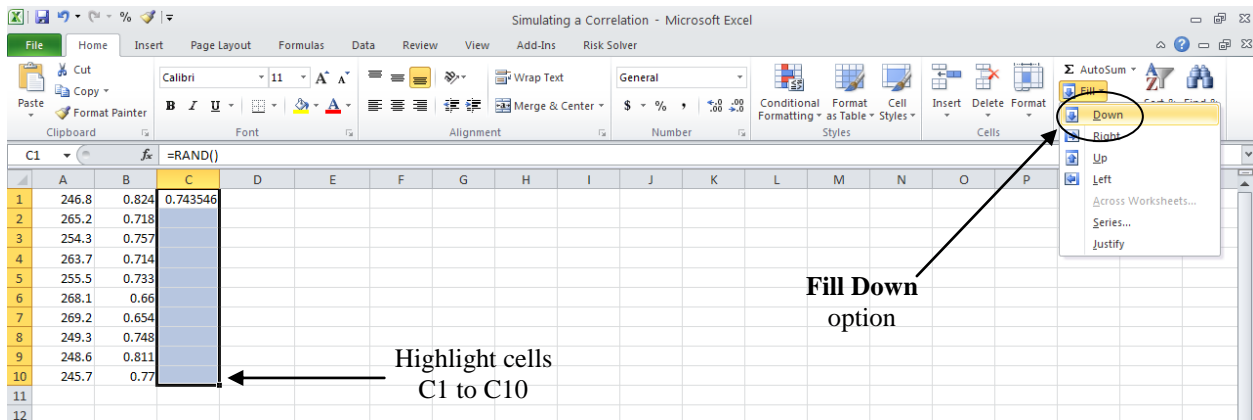 Simulating a Correlation - Microsoft Excel
File Home Insert Page Layout Formulas Data Review View Add-Ins Risk Solver
Cut
Copy
Format Painter
Paste
Clipboard
Calibri 11 A A
B I U A
Font
Wrap Text
Merge & Center
Alignment
General
$ % , .0 .00 .00 .0
Number
Conditional Formatting
Format as Table
Cell Styles
Styles
Insert Delete Format
Cells
Σ AutoSum
Fill
Down
Right
Up
Left
Across Worksheets...
Series...
Justify
C1 fx =RAND()
A B C D E F G H I J K L M N O P
1 246.8 0.824 0.743546
2 265.2 0.718
3 254.3 0.757
4 263.7 0.714
5 255.5 0.733
6 268.1 0.66
7 269.2 0.654
8 249.3 0.748
9 248.6 0.811
10 245.7 0.77
11
12
Fill Down
option
Highlight cells
C1 to C10